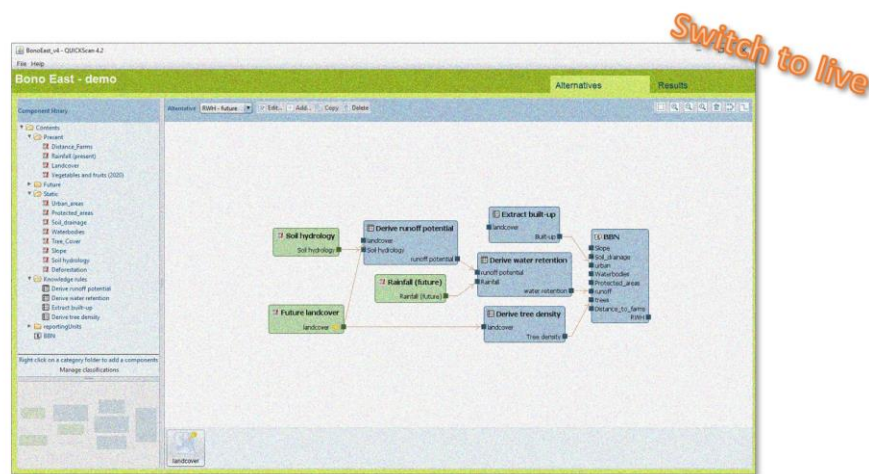 Switch to live
BonoEast_v4 - QUICKScan 4.2
File Help
Bono East - demo
Alternatives
Results
Component library
Alternative RWH - future Edit... Add... Copy Delete
Contents
Present
Distance_Farms
Rainfall (present)
Landcover
Vegetables and fruits (2020)
Future
Static
Urban_areas
Protected_areas
Soil_drainage
Waterbodies
Tree_Cover
Slope
Soil hydrology
Deforestation
Knowledge rules
Derive runoff potential
Derive water retention
Extract built-up
Derive tree density
reportingUnits
BBN
Right click on a category folder to add a components
Manage classifications
Soil hydrology
Soil hydrology
Future landcover
landcover
Derive runoff potential
landcover
Soil hydrology
runoff potential
Rainfall (future)
Rainfall (future)
Extract built-up
landcover
Built-up
Derive water retention
runoff potential
Rainfall
water retention
Derive tree density
landcover
Tree density
BBN
Slope
Soil_drainage
urban
Waterbodies
Protected_areas
runoff
trees
Distance_to_farms
RWH
landcover